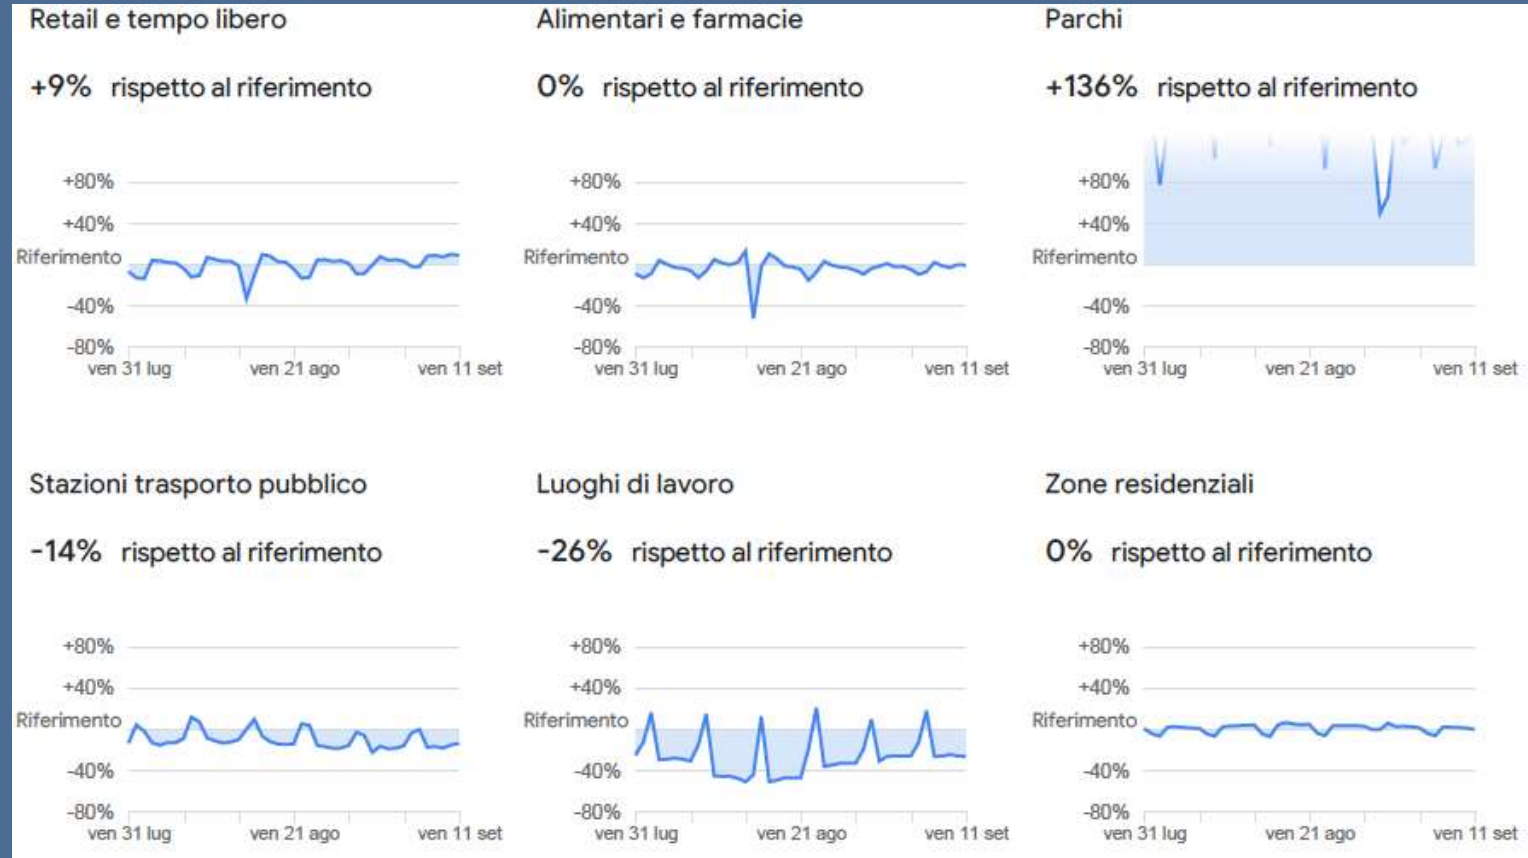 Retail e tempo libero
+9% rispetto al riferimento
+80%
+40%
Riferimento
-40%
-80%
ven 31 lug ven 21 ago ven 11 set
Alimentari e farmacie
0% rispetto al riferimento
+80%
+40%
Riferimento
-40%
-80%
ven 31 lug ven 21 ago ven 11 set
Parchi
+136% rispetto al riferimento
+80%
+40%
Riferimento
-40%
-80%
ven 31 lug ven 21 ago ven 11 set
Stazioni trasporto pubblico
-14% rispetto al riferimento
+80%
+40%
Riferimento
-40%
-80%
ven 31 lug ven 21 ago ven 11 set
Luoghi di lavoro
-26% rispetto al riferimento
+80%
+40%
Riferimento
-40%
-80%
ven 31 lug ven 21 ago ven 11 set
Zone residenziali
0% rispetto al riferimento
+80%
+40%
Riferimento
-40%
-80%
ven 31 lug ven 21 ago ven 11 set